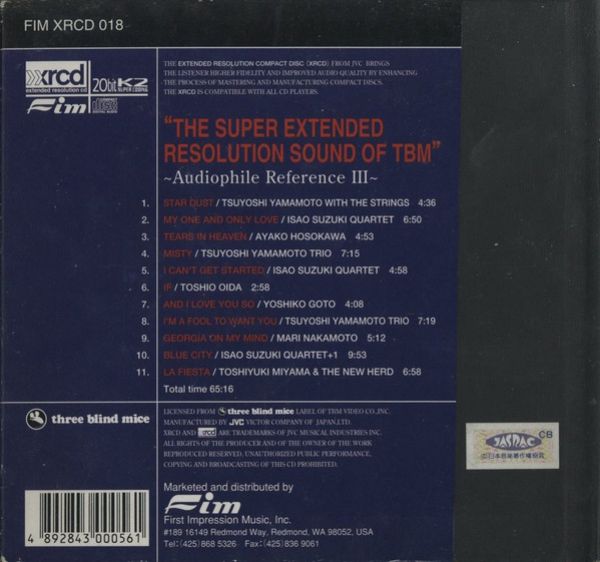 FIM XRCD 018
xrcd
extended resolution cd
20bit K2
SUPER CODING
Fim
COMPACT
disc
DIGITAL AUDIO
THE EXTENDED RESOLUTION COMPACT DISC (XRCD) FROM JVC BRINGS
THE LISTENER HIGHER FIDELITY AND IMPROVED AUDIO QUALITY BY ENHANCING
THE PROCESS OF MASTERING AND MANUFACTURING COMPACT DISCS.
THE XRCD IS COMPATIBLE WITH ALL CD PLAYERS.
"THE SUPER EXTENDED
RESOLUTION SOUND OF TBM"
~Audiophile Reference III~
1. STAR DUST / TSUYOSHI YAMAMOTO WITH THE STRINGS 4:36
2. MY ONE AND ONLY LOVE / ISAO SUZUKI QUARTET 6:50
3. TEARS IN HEAVEN / AYAKO HOSOKAWA 4:53
4. MISTY / TSUYOSHI YAMAMOTO TRIO 7:15
5. I CAN'T GET STARTED / ISAO SUZUKI QUARTET 4:58
6. IF / TOSHIO OIDA 2:58
7. AND I LOVE YOU SO / YOSHIKO GOTO 4:08
8. I'M A FOOL TO WANT YOU / TSUYOSHI YAMAMOTO TRIO 7:19
9. GEORGIA ON MY MIND / MARI NAKAMOTO 5:12
10. BLUE CITY / ISAO SUZUKI QUARTET+1 9:53
11. LA FIESTA / TOSHIYUKI MIYAMA & THE NEW HERD 6:58
Total time 65:16
three blind mice
LICENSED FROM three blind mice LABEL OF TBM VIDEO CO.,INC.
MANUFACTURED BY JVC VICTOR COMPANY OF JAPAN,LTD.
XRCD AND xrcd ARE TRADEMARKS OF JVC MUSICAL INDUSTRIES INC.
ALL RIGHTS OF THE PRODUCER AND OF THE OWNER OF THE WORK
REPRODUCED RESERVED. UNAUTHORIZED PUBLIC PERFORMANCE,
COPYING AND BROADCASTING OF THIS CD PROHIBITED.
JASRAC
CB
Marketed and distributed by
Fim
First Impression Music, Inc.
#189 16149 Redmond Way, Redmond, WA 98052, USA
Tel:(425)868 5326 Fax:(425)836 9061
4 892843 000561